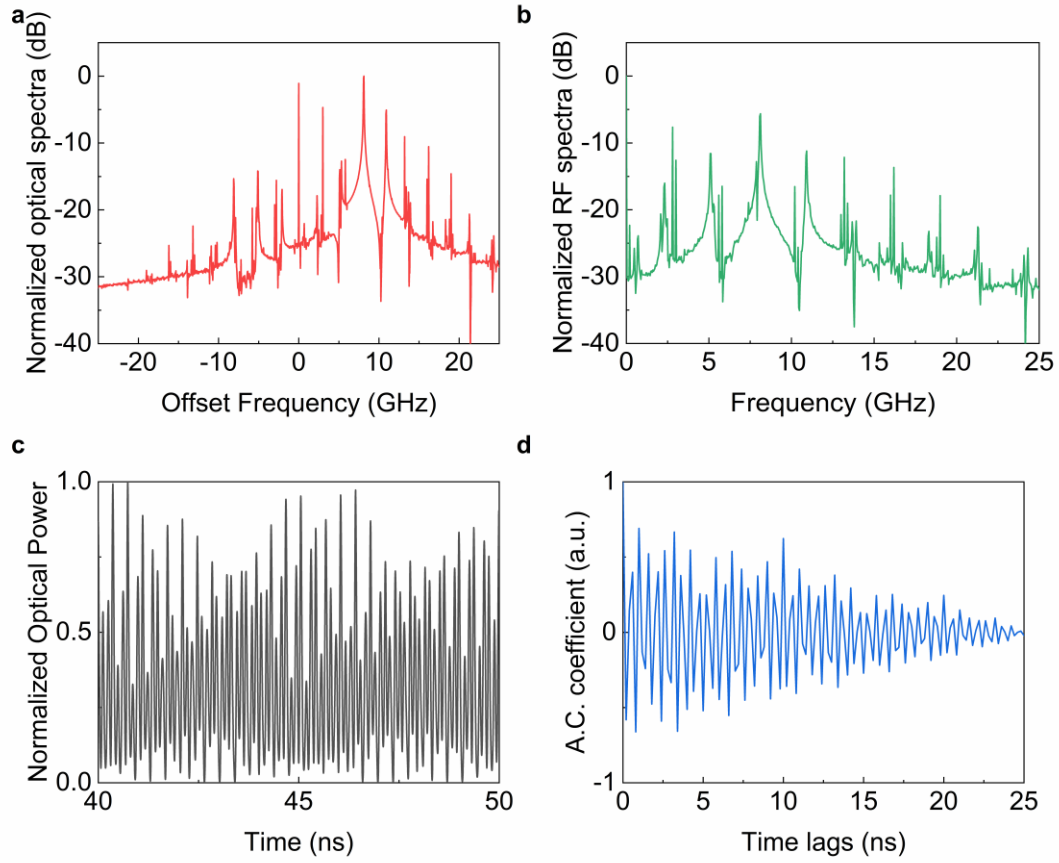 a
Normalized optical spectra (dB)
0
-10
-20
-30
-40
-20 -10 0 10 20
Offset Frequency (GHz)
b
Normalized RF spectra (dB)
0
-10
-20
-30
-40
0 5 10 15 20 25
Frequency (GHz)
c
Normalized Optical Power
1.0
0.5
0.0
40 45 50
Time (ns)
d
A.C. coefficient (a.u.)
1
0
-1
0 5 10 15 20 25
Time lags (ns)